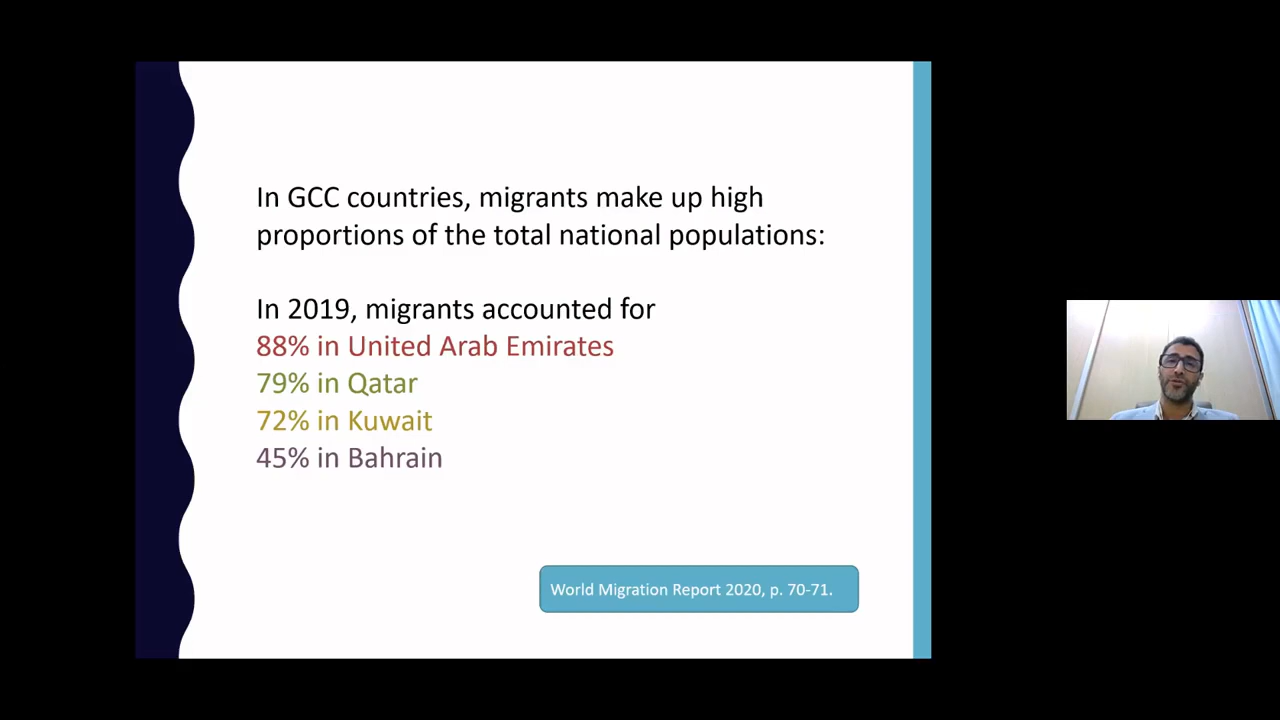 In GCC countries, migrants make up high
proportions of the total national populations:
In 2019, migrants accounted for
88% in United Arab Emirates
79% in Qatar
72% in Kuwait
45% in Bahrain
World Migration Report 2020, p. 70-71.